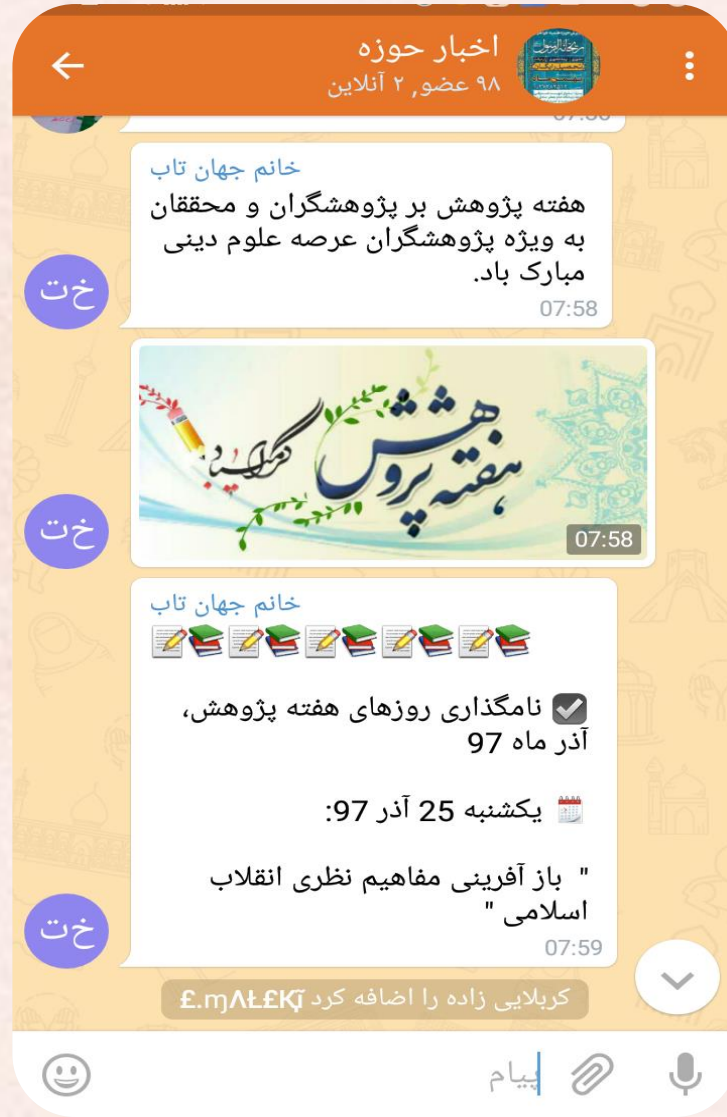 اخبار حوزه
۹۸ عضو, ۲ آنلاین
خانم جهان تاب
هفته پژوهش بر پژوهشگران و محققان
به ویژه پژوهشگران عرصه علوم دینی
مبارک باد.
07:58
خ ت
هفته پژوهش
گرامی باد
07:58
خ ت
خانم جهان تاب
نامگذاری روزهای هفته پژوهش،
آذر ماه 97
یکشنبه 25 آذر 97:
" باز آفرینی مفاهیم نظری انقلاب
اسلامی "
07:59
خ ت
کربلایی زاده را اضافه کرد
پیام